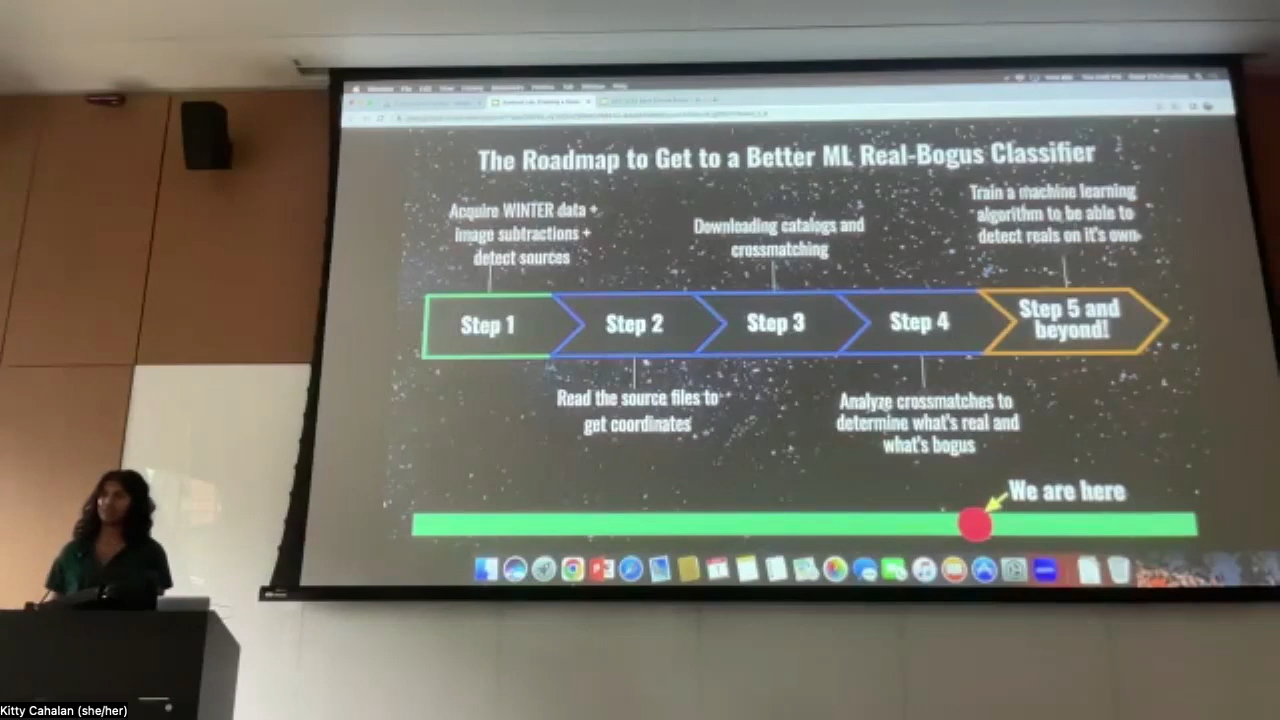 The Roadmap to Get to a Better ML Real-Bogus Classifier
Acquire WINTER data +
image subtractions +
detect sources
Downloading catalogs and
crossmatching
Train a machine learning
algorithm to be able to
detect reals on it's own
Step 1
Step 2
Step 3
Step 4
Step 5 and
beyond!
Read the source files to
get coordinates
Analyze crossmatches to
determine what's real and
what's bogus
We are here
Kitty Cahalan (she/her)